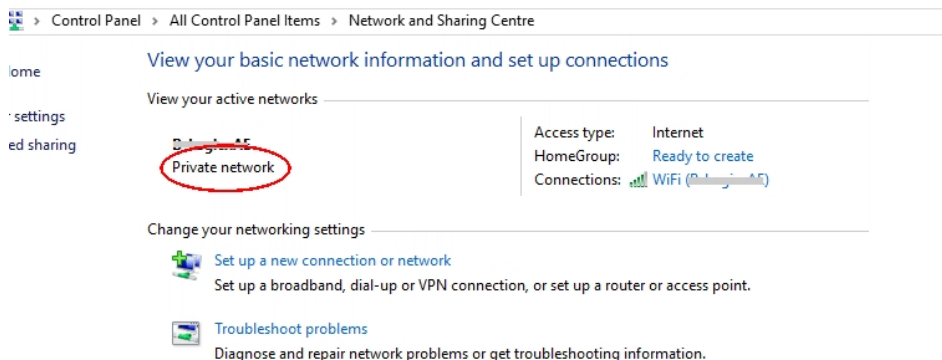 > Control Panel > All Control Panel Items > Network and Sharing Centre
View your basic network information and set up connections
ome
View your active networks
settings
ed sharing
Private network
Access type: Internet
HomeGroup: Ready to create
Connections: WiFi (
Change your networking settings
Set up a new connection or network
Set up a broadband, dial-up or VPN connection, or set up a router or access point.
Troubleshoot problems
Diagnose and repair network problems or get troubleshooting information.